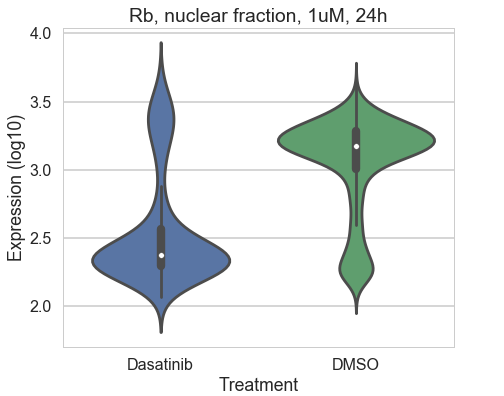 Rb, nuclear fraction, 1uM, 24h
4.0
3.5
3.0
2.5
2.0
Expression (log10)
Dasatinib
DMSO
Treatment